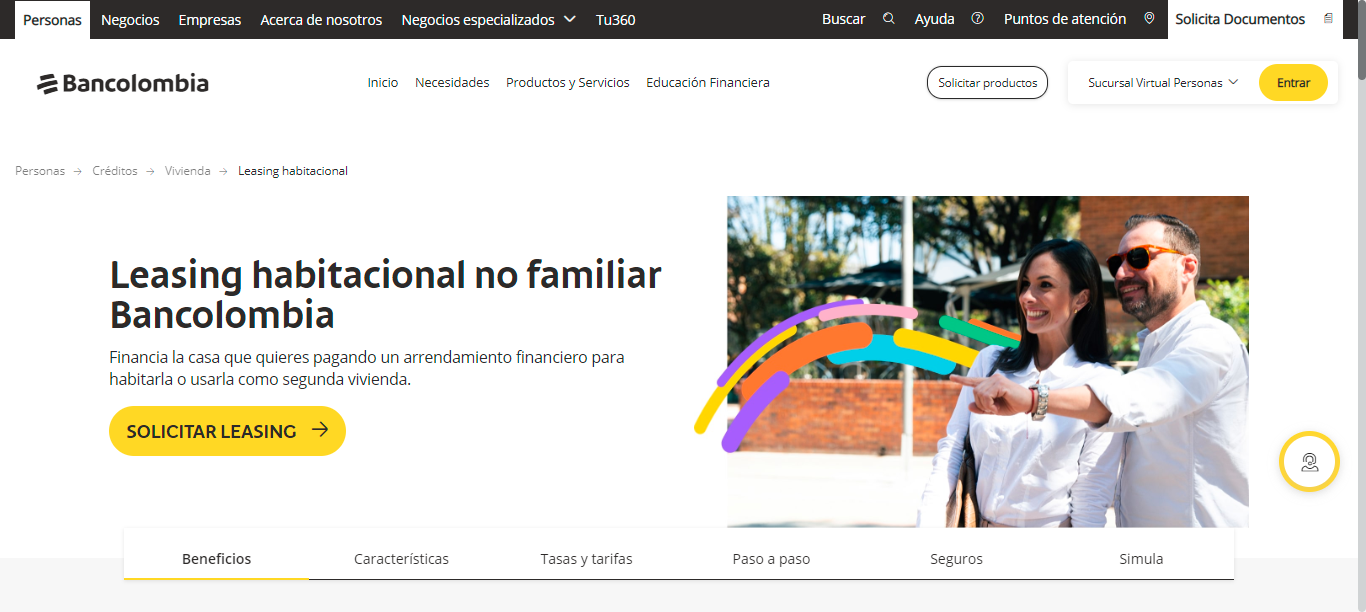 Personas Negocios Empresas Acerca de nosotros Negocios especializados Tu360 Buscar Ayuda Puntos de atención Solicita Documentos
Bancolombia Inicio Necesidades Productos y Servicios Educación Financiera Solicitar productos Sucursal Virtual Personas Entrar
Personas → Créditos → Vivienda → Leasing habitacional
Leasing habitacional no familiar
Bancolombia
Financia la casa que quieres pagando un arrendamiento financiero para
habitarla o usarla como segunda vivienda.
SOLICITAR LEASING →
Beneficios Características Tasas y tarifas Paso a paso Seguros Simula